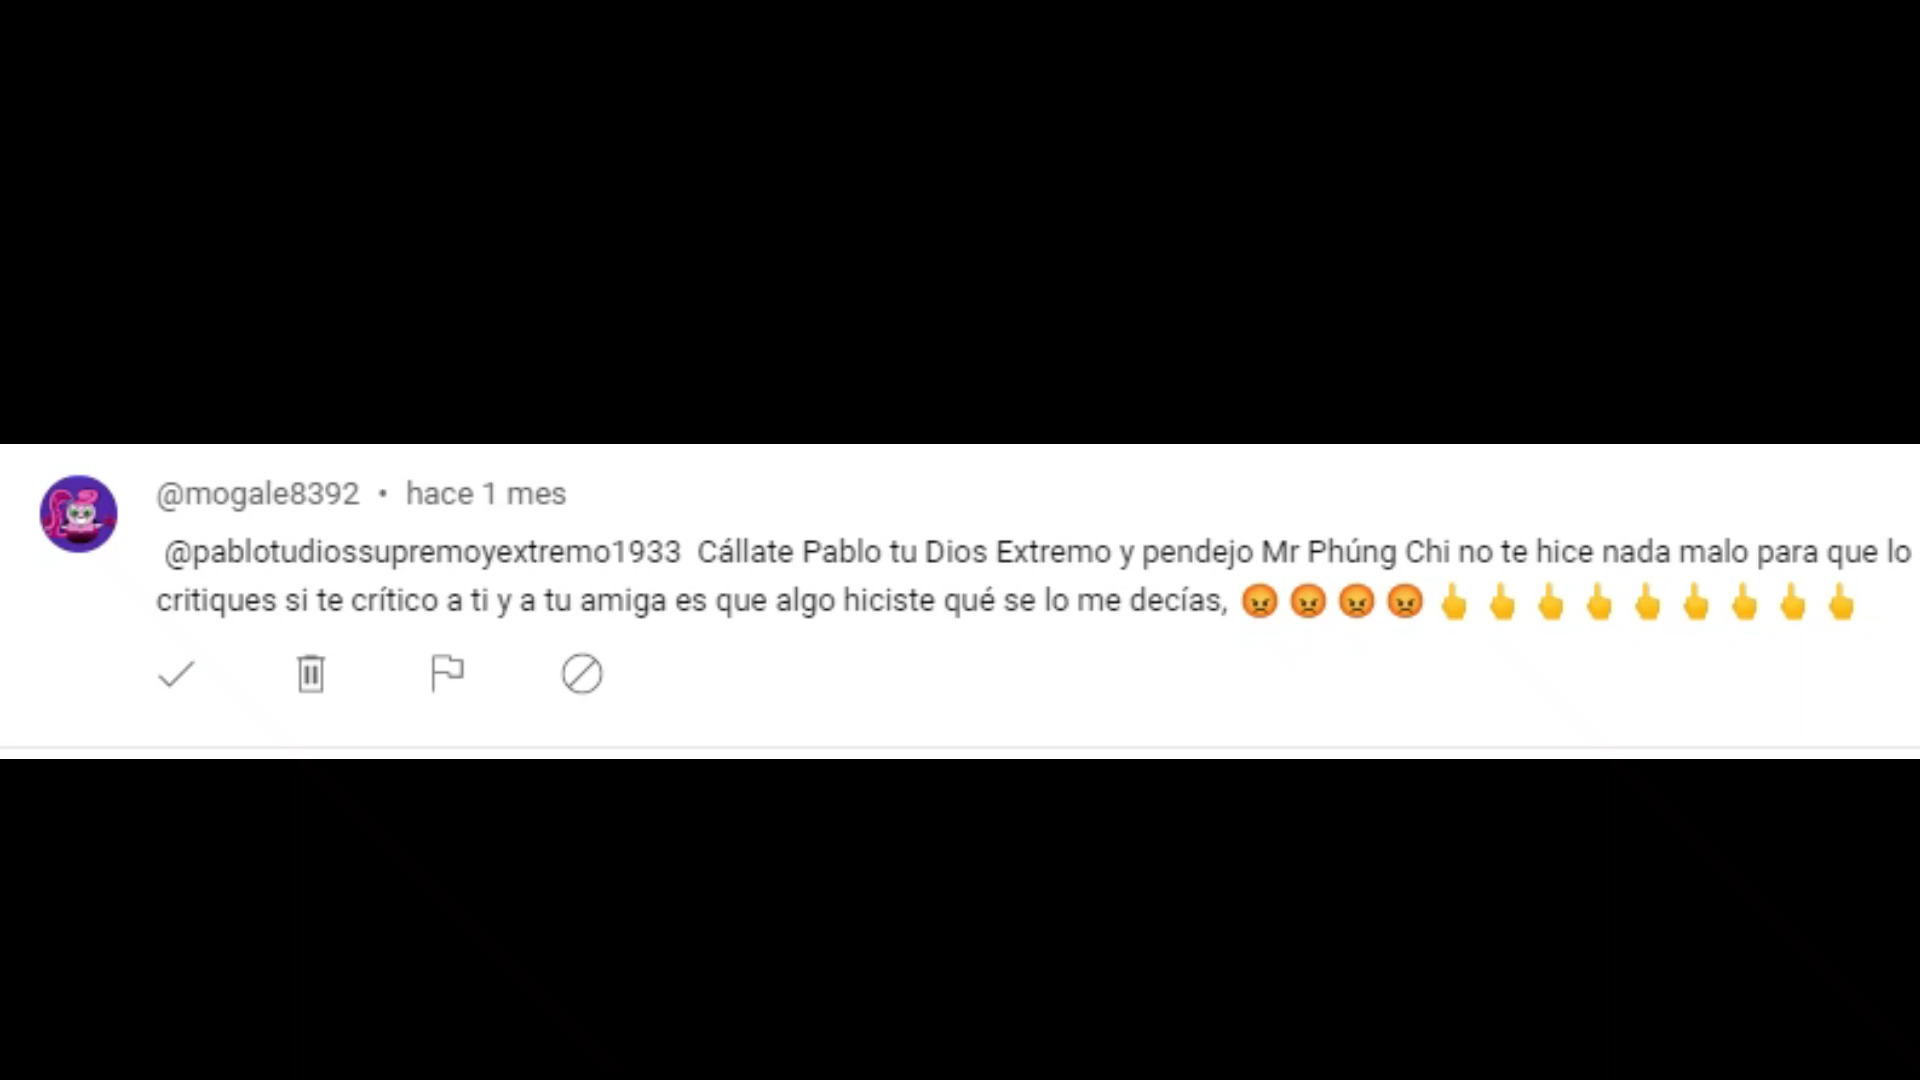 @mogale8392 • hace 1 mes
@pablotudiossupremoyextremo1933 Cállate Pablo tu Dios Extremo y pendejo Mr Phúng Chi no te hice nada malo para que lo
critiques si te crítico a ti y a tu amiga es que algo hiciste qué se lo me decías, 😡😡😡😡👆👆👆👆👆👆👆👆👆